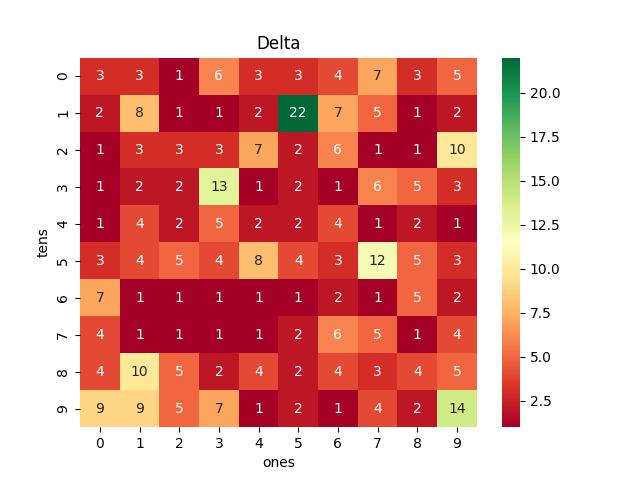 Delta
0 3 3 1 6 3 3 4 7 3 5
1 2 8 1 1 2 22 7 5 1 2
2 1 3 3 3 7 2 6 1 1 10
3 1 2 2 13 1 2 1 6 5 3
4 1 4 2 5 2 2 4 1 2 1
5 3 4 5 4 8 4 3 12 5 3
6 7 1 1 1 1 1 2 1 5 2
7 4 1 1 1 1 2 6 5 1 4
8 4 10 5 2 4 2 4 3 4 5
9 9 9 5 7 1 2 1 4 2 14
0 1 2 3 4 5 6 7 8 9
ones
tens
20.0
17.5
15.0
12.5
10.0
7.5
5.0
2.5